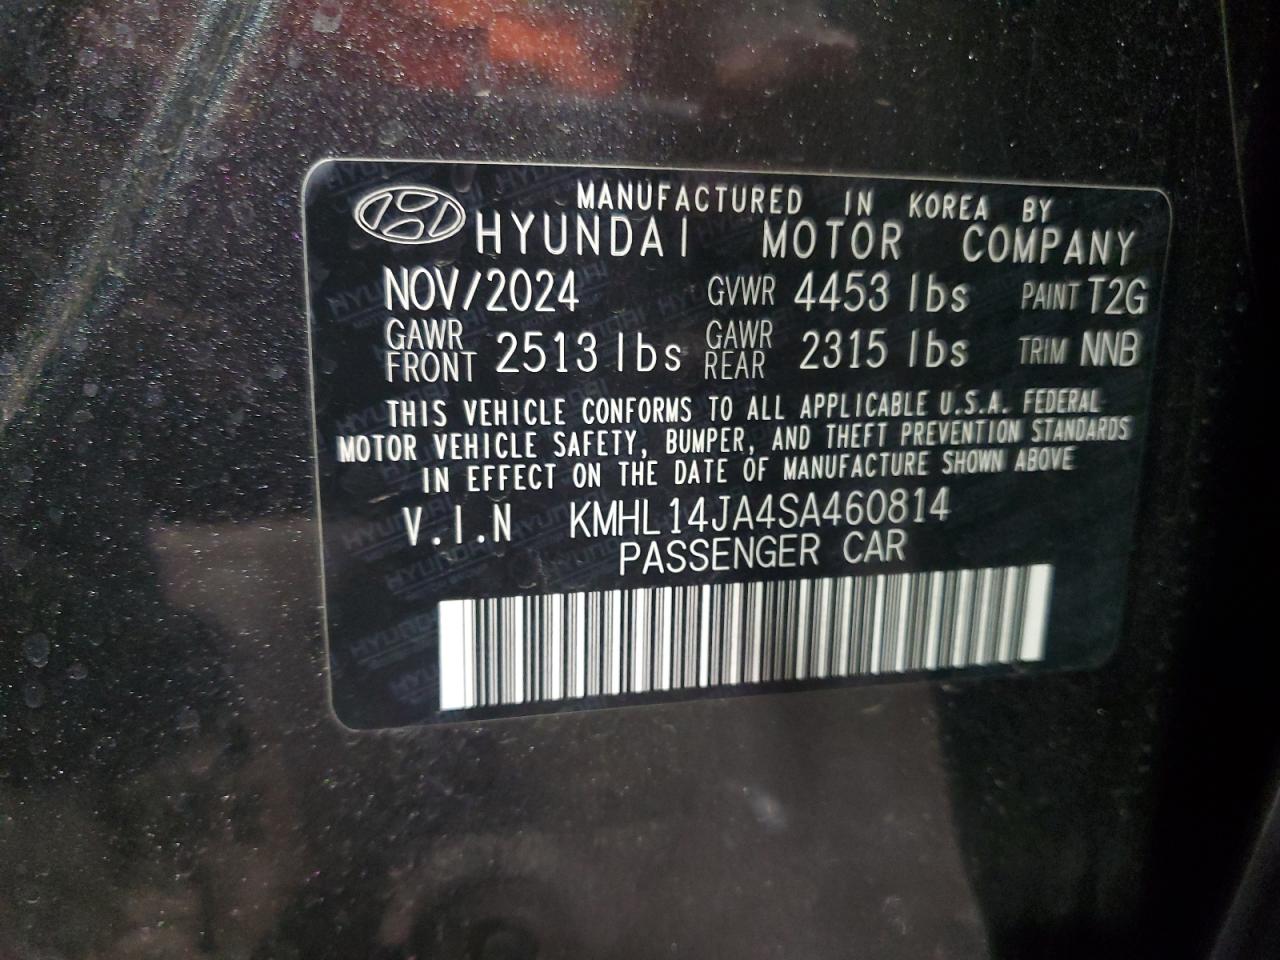 MANUFACTURED IN KOREA BY
HYUNDAI MOTOR COMPANY
NOV/2024 GVWR 4453 lbs PAINT T2G
GAWR FRONT 2513 lbs GAWR REAR 2315 lbs TRIM NNB
THIS VEHICLE CONFORMS TO ALL APPLICABLE U.S.A. FEDERAL
MOTOR VEHICLE SAFETY, BUMPER, AND THEFT PREVENTION STANDARDS
IN EFFECT ON THE DATE OF MANUFACTURE SHOWN ABOVE
V.I.N KMHL14JA4SA460814
PASSENGER CAR